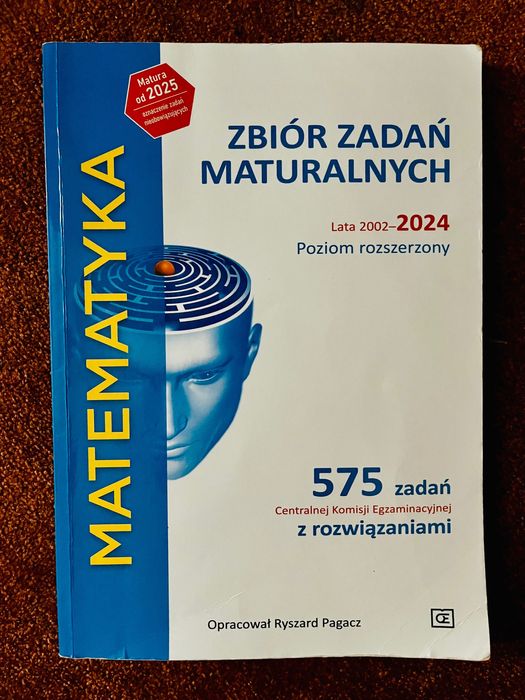 Matura
od 2025
oznaczenie zadań
nieobowiązujących
ZBIÓR ZADAŃ
MATURALNYCH
Lata 2002–2024
Poziom rozszerzony
MATEMATYKA
575 zadań
Centralnej Komisji Egzaminacyjnej
z rozwiązaniami
Opracował Ryszard Pagacz
OE